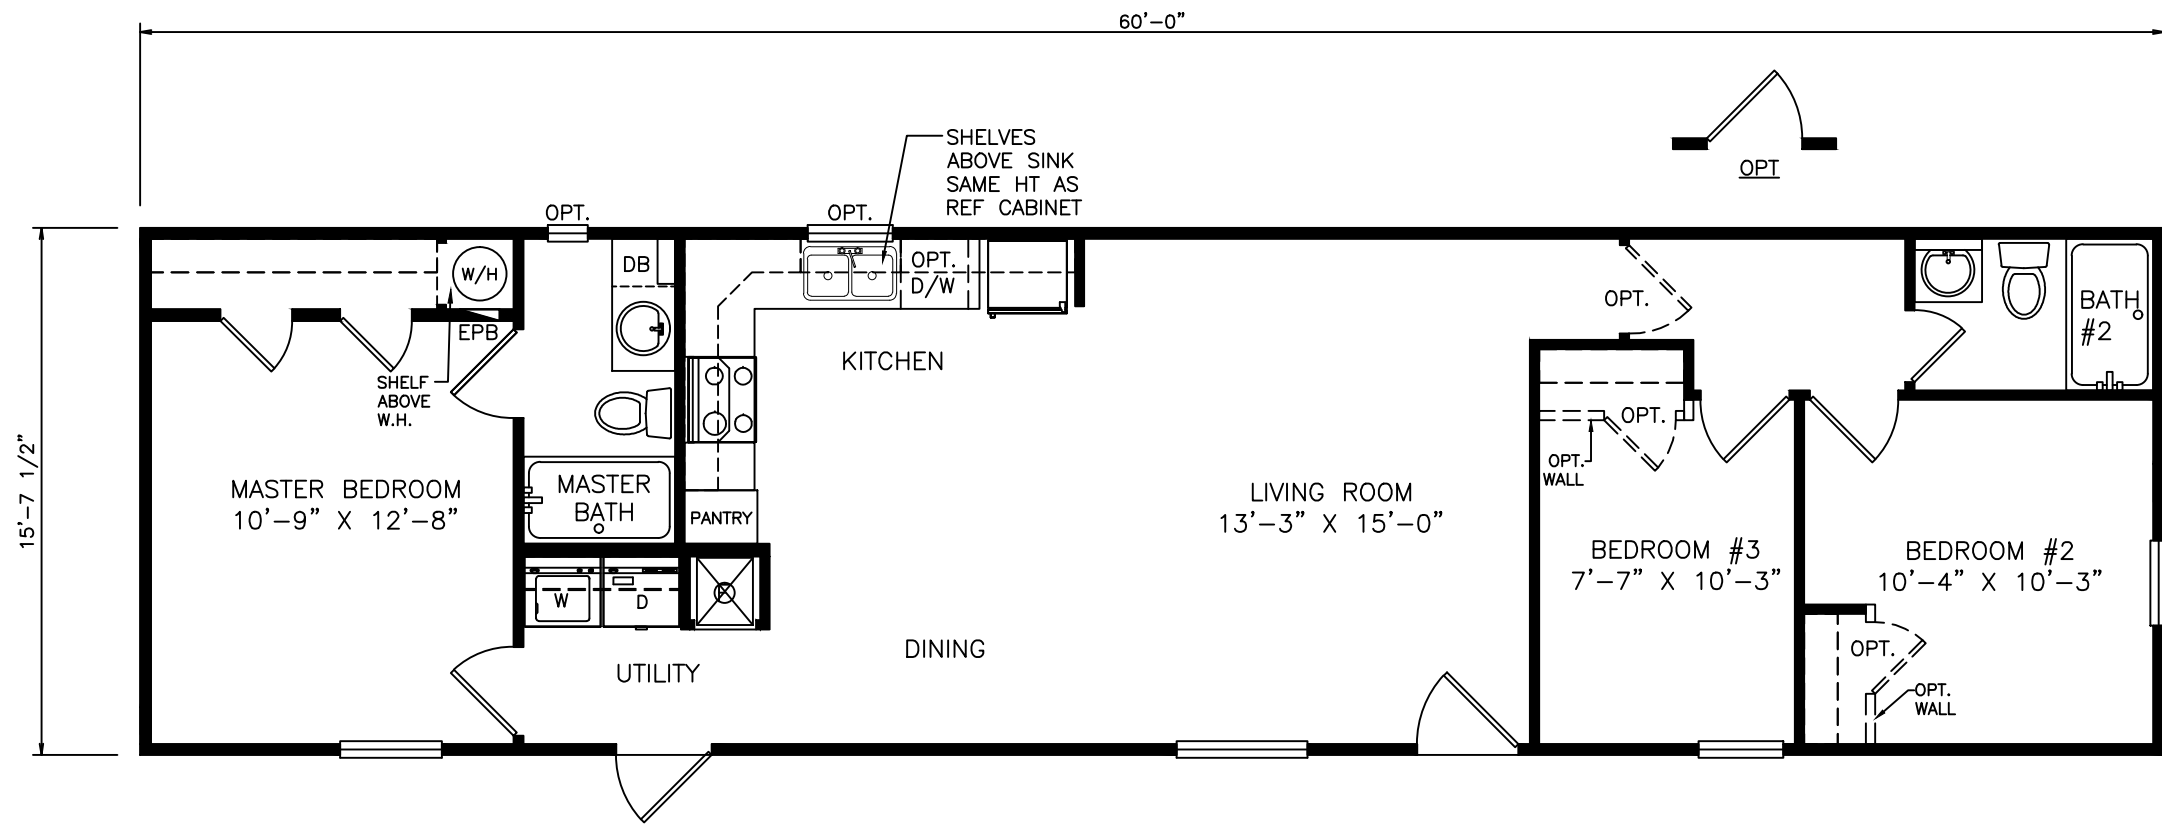 60'-0"
OPT
SHELVES
ABOVE SINK
SAME HT AS
REF CABINET
OPT.
OPT.
W/H
DB
OPT.
D/W
OPT.
BATH
#2
EPB
KITCHEN
SHELF
ABOVE
W.H.
OPT.
OPT.
WALL
15'-7 1/2"
MASTER BEDROOM
10'-9" X 12'-8"
MASTER
BATH
PANTRY
LIVING ROOM
13'-3" X 15'-0"
BEDROOM #3
7'-7" X 10'-3"
BEDROOM #2
10'-4" X 10'-3"
W
D
F
UTILITY
DINING
OPT.
OPT.
WALL